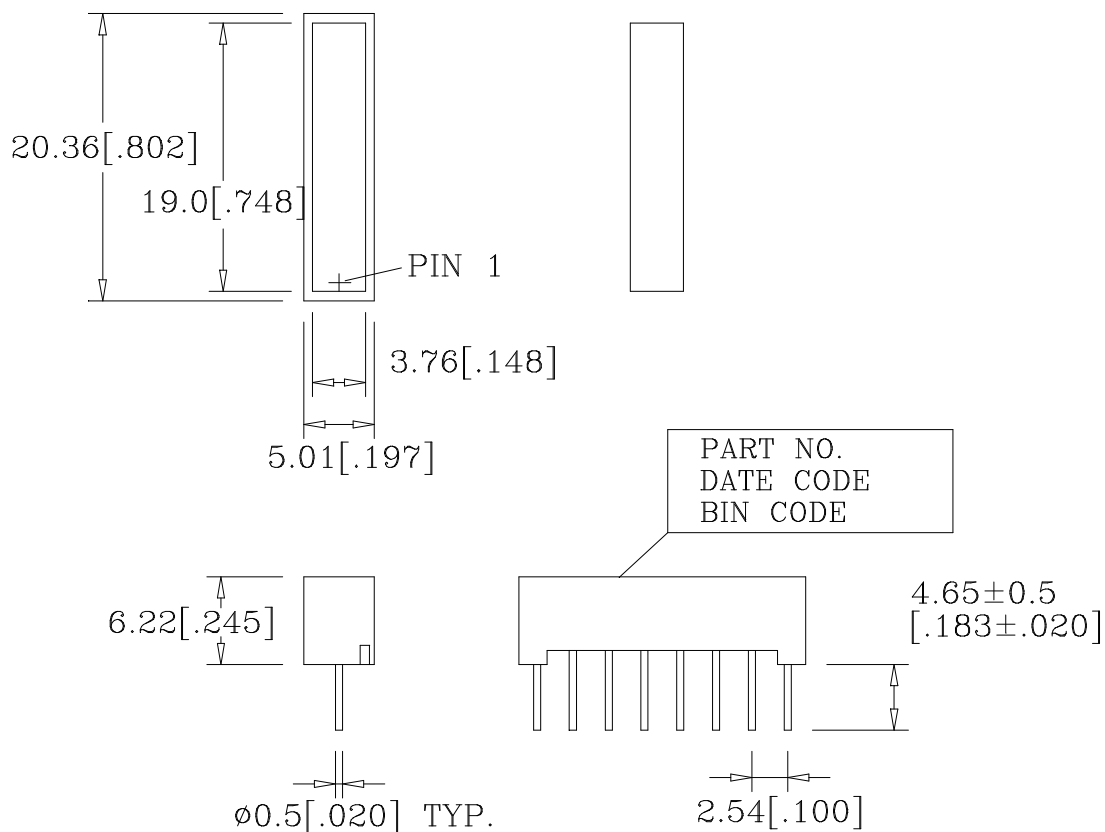 20.36[.802]
19.0[.748]
PIN 1
3.76[.148]
5.01[.197]
PART NO.
DATE CODE
BIN CODE
6.22[.245]
4.65±0.5
[.183±.020]
ø0.5[.020] TYP.
2.54[.100]